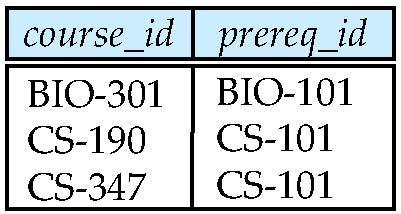 course_id prereq_id
BIO-301 BIO-101
CS-190 CS-101
CS-347 CS-101